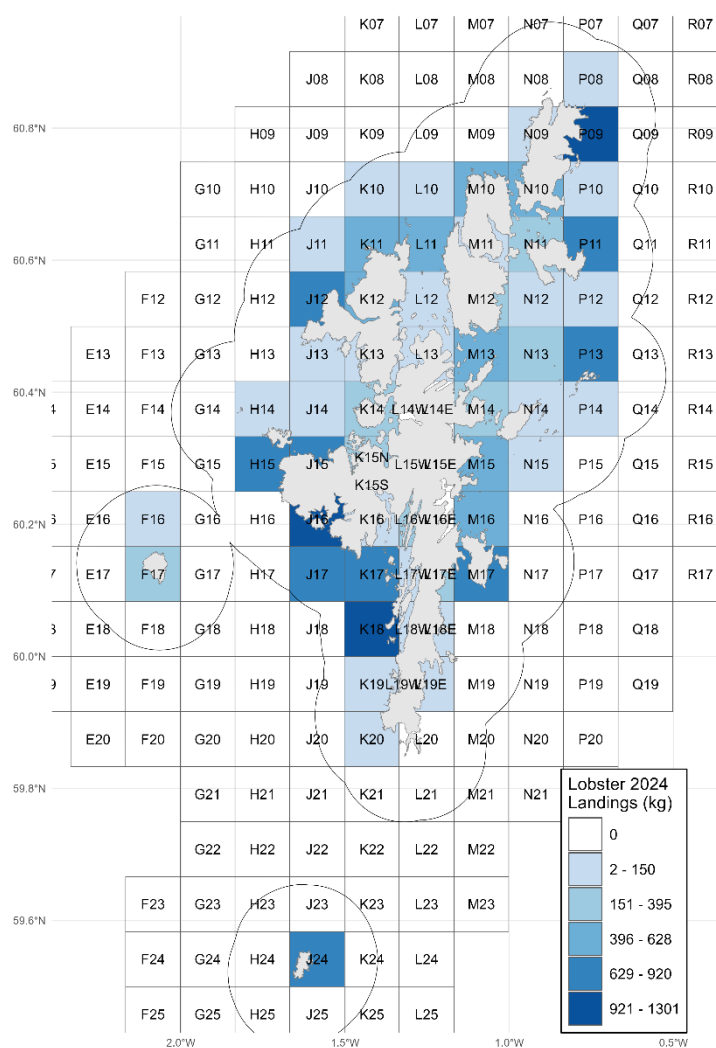 K07 L07 M07 N07 P07 Q07 R07
J08 K08 L08 M08 N08 P08 Q08 R08
60.8°N H09 J09 K09 L09 M09 N09 P09 Q09 R09
G10 H10 J10 K10 L10 M10 N10 P10 Q10 R10
G11 H11 J11 K11 L11 M11 N11 P11 Q11 R11
60.6°N
F12 G12 H12 J12 K12 L12 M12 N12 P12 Q12 R12
E13 F13 G13 H13 J13 K13 L13 M13 N13 P13 Q13 R13
60.4°N
4 E14 F14 G14 H14 J14 K14 L14W L14E M14 N14 P14 Q14 R14
5 E15 F15 G15 H15 J15 K15N L15W L15E M15 N15 P15 Q15 R15
K15S
60.2°N
6 E16 F16 G16 H16 J16 K16 L16W L16E M16 N16 P16 Q16 R16
7 E17 F17 G17 H17 J17 K17 L17W L17E M17 N17 P17 Q17 R17
8 E18 F18 G18 H18 J18 K18 L18W L18E M18 N18 P18 Q18
60.0°N
9 E19 F19 G19 H19 J19 K19 L19W L19E M19 N19 P19 Q19
E20 F20 G20 H20 J20 K20 L20 M20 N20 P20
59.8°N
G21 H21 J21 K21 L21 M21 N21
G22 H22 J22 K22 L22 M22
F23 G23 H23 J23 K23 L23 M23
59.6°N
F24 G24 H24 J24 K24 L24
F25 G25 H25 J25 K25 L25
2.0°W 1.5°W 1.0°W 0.5°W
Lobster 2024
Landings (kg)
0
2 - 150
151 - 395
396 - 628
629 - 920
921 - 1301